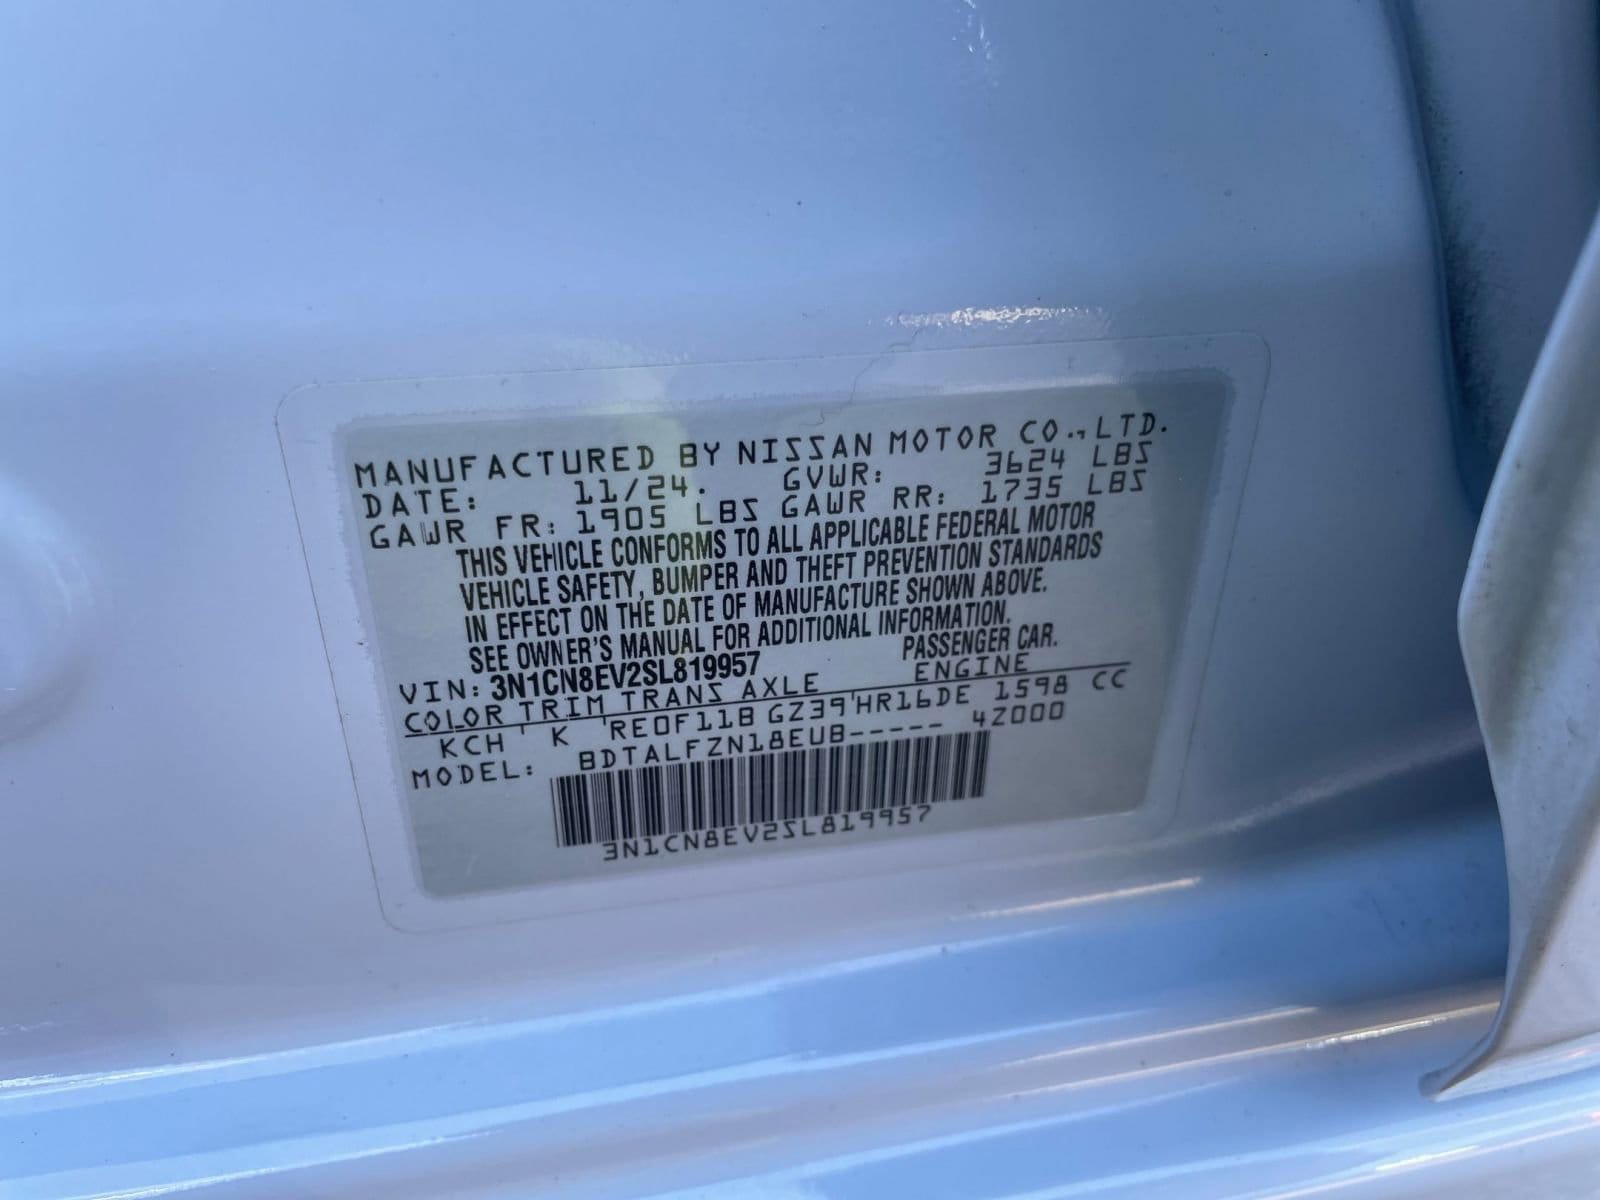 MANUFACTURED BY NISSAN MOTOR CO.,LTD.
DATE: 11/24. GVWR: 3624 LBS
GAWR FR: 1905 LBS GAWR RR: 1735 LBS
THIS VEHICLE CONFORMS TO ALL APPLICABLE FEDERAL MOTOR
VEHICLE SAFETY, BUMPER AND THEFT PREVENTION STANDARDS
IN EFFECT ON THE DATE OF MANUFACTURE SHOWN ABOVE.
SEE OWNER'S MANUAL FOR ADDITIONAL INFORMATION.
VIN: 3N1CN8EV2SL819957 PASSENGER CAR.
COLOR TRIM TRANS AXLE ENGINE
KCH K RE0F11B GZ39 HR16DE 1598 CC
MODEL: BDTALFZN18EUB----- 4Z000
3N1CN8EV2SL819957